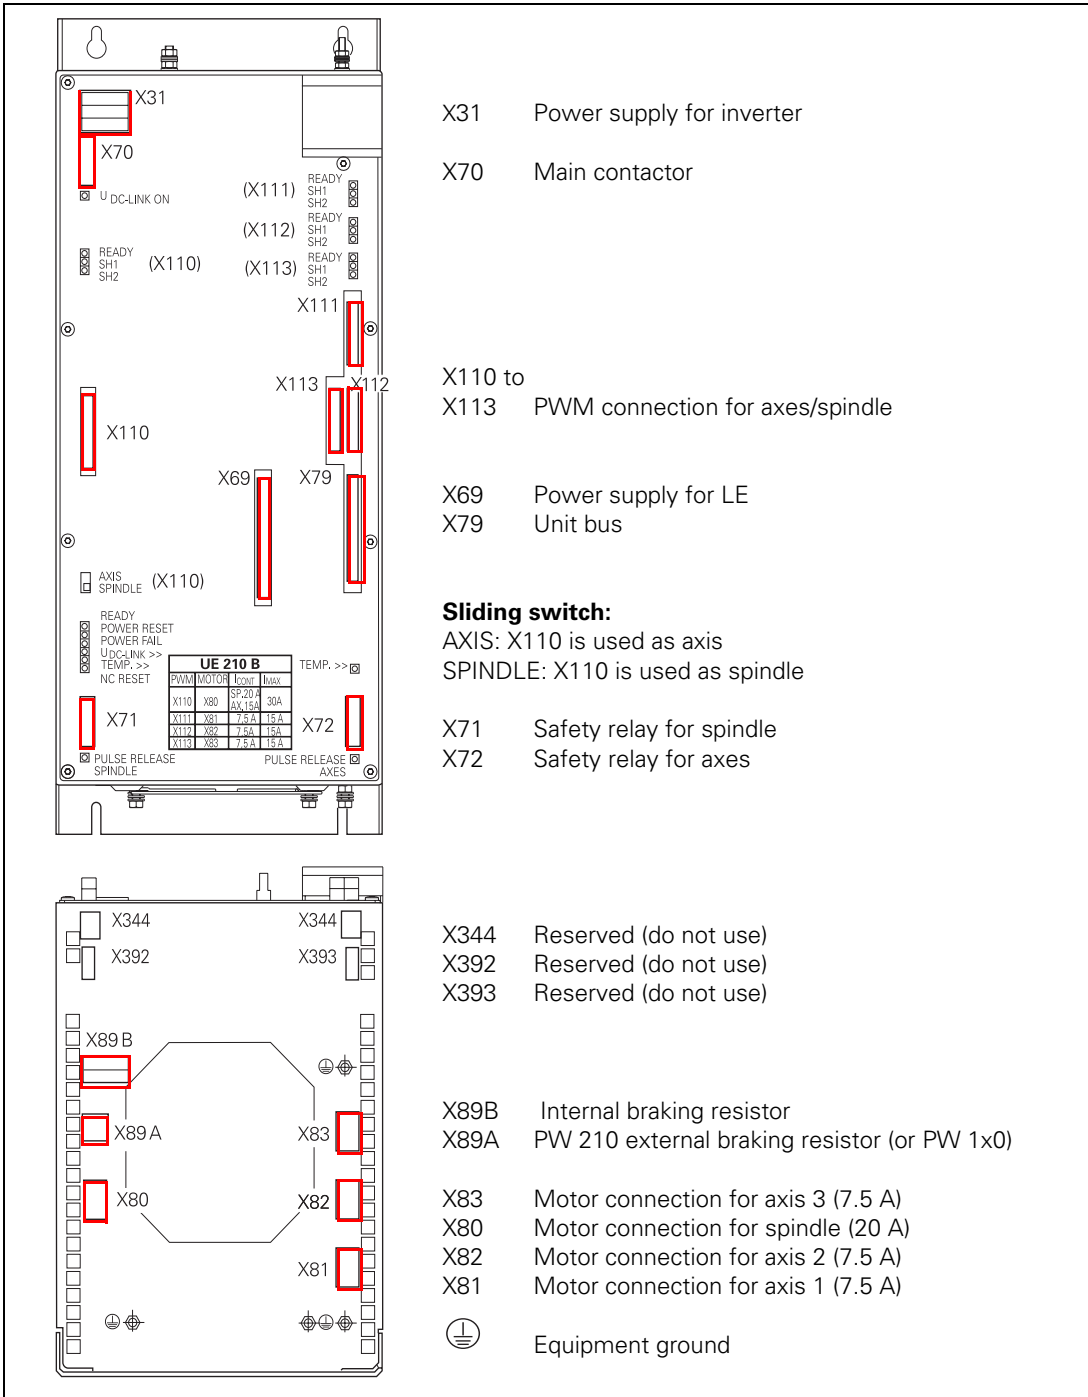 X31
X70
U DC-LINK ON
READY
SH1
SH2
(X110)
(X111)
READY
SH1
SH2
(X112)
READY
SH1
SH2
(X113)
READY
SH1
SH2
X111
X113
X112
X110
X69
X79
AXIS
SPINDLE
(X110)
READY
POWER RESET
POWER FAIL
UDC-LINK >>
TEMP. >>
NC RESET
UE 210 B
PWM MOTOR ICONT IMAX
X110 X80 SP.20 A AX.15A 30A
X111 X81 7,5 A 15 A
X112 X82 7,5A 15A
X113 X83 7,5 A 15 A
TEMP. >>
X71
X72
PULSE RELEASE
SPINDLE
PULSE RELEASE
AXES
X31 Power supply for inverter
X70 Main contactor
X110 to
X113 PWM connection for axes/spindle
X69 Power supply for LE
X79 Unit bus
Sliding switch:
AXIS: X110 is used as axis
SPINDLE: X110 is used as spindle
X71 Safety relay for spindle
X72 Safety relay for axes
X344
X344
X392
X393
X89 B
X89 A
X83
X80
X82
X81
X344 Reserved (do not use)
X392 Reserved (do not use)
X393 Reserved (do not use)
X89B Internal braking resistor
X89A PW 210 external braking resistor (or PW 1x0)
X83 Motor connection for axis 3 (7.5 A)
X80 Motor connection for spindle (20 A)
X82 Motor connection for axis 2 (7.5 A)
X81 Motor connection for axis 1 (7.5 A)
Equipment ground